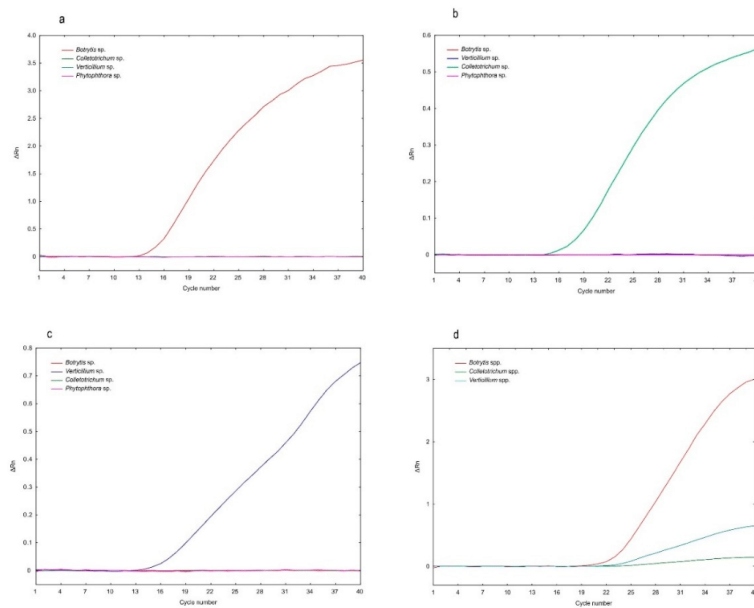 a
4.0
3.5
3.0
2.5
2.0
1.5
1.0
0.5
0
ΔRn
Botrytis sp.
Colletotrichum sp.
Verticillium sp.
Phytophthora sp.
1 4 7 10 13 16 19 22 25 28 31 34 37 40
Cycle number
b
0.6
0.5
0.4
0.3
0.2
0.1
0
ΔRn
Botrytis sp.
Verticillium sp.
Colletotrichum sp.
Phytophthora sp.
1 4 7 10 13 16 19 22 25 28 31 34 37 4
Cycle number
c
0.8
0.7
0.6
0.5
0.4
0.3
0.2
0.1
0
ΔRn
Botrytis sp.
Verticillium sp.
Colletotrichum sp.
Phytophthora sp.
1 4 7 10 13 16 19 22 25 28 31 34 37 40
Cycle number
d
3
2
1
0
ΔRn
Botrytis spp.
Colletotrichum spp.
Verticillium spp.
1 4 7 10 13 16 19 22 25 28 31 34 37 4
Cycle number